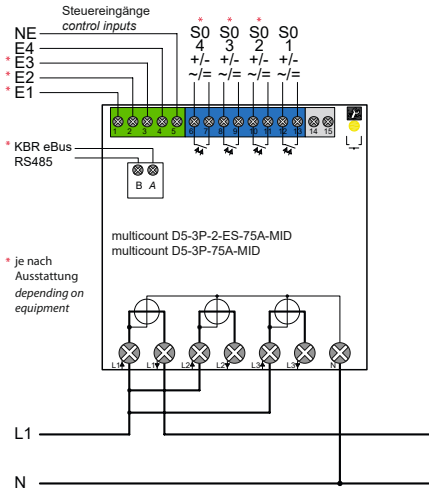 Steuereingänge
control inputs
NE
E4
* E3
* E2
* E1
* * *
S0 S0 S0 S0
4 3 2 1
+/- +/- +/- +/-
~/= ~/= ~/= ~/=
1 2 3 4 5 6 7 8 9 10 11 12 13 14 15
* KBR eBus
RS485
B A
multicount D5-3P-2-ES-75A-MID
multicount D5-3P-75A-MID
* je nach
Ausstattung
depending on
equipment
L1 L1 L2 L2 L3 L3 N
L1
N